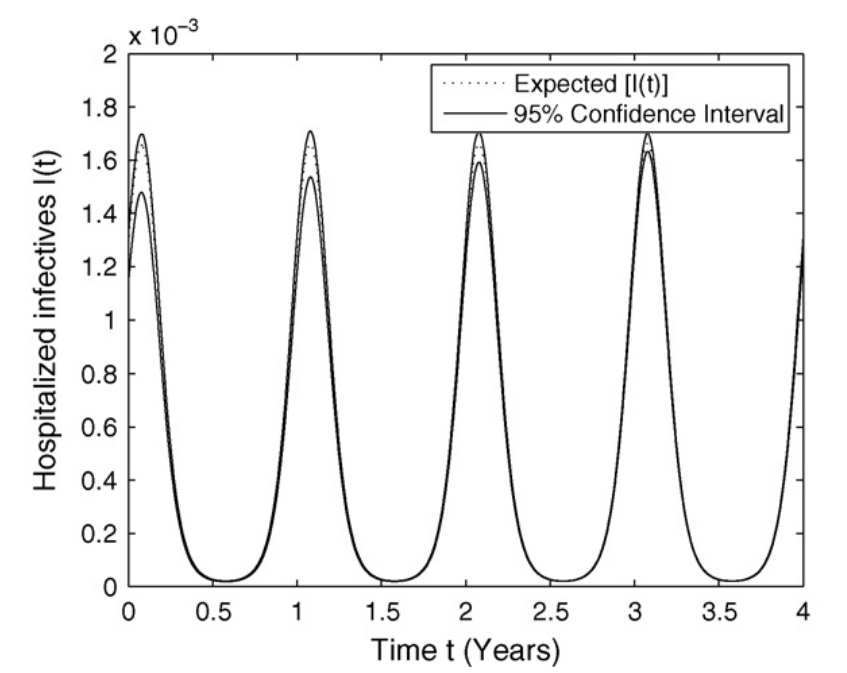 x 10⁻³
2
1.8
1.6
1.4
1.2
1
0.8
0.6
0.4
0.2
0
Hospitalized infectives I(t)
Expected [I(t)]
95% Confidence Interval
0 0.5 1 1.5 2 2.5 3 3.5 4
Time t (Years)